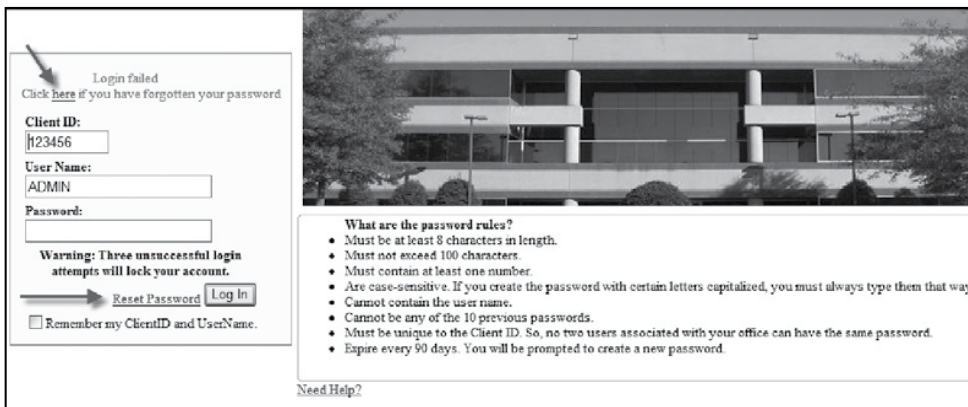 Login failed
Click here if you have forgotten your password
Client ID:
123456
User Name:
ADMIN
Password:
Warning: Three unsuccessful login
attempts will lock your account.
Reset Password Log In
Remember my ClientID and UserName.
What are the password rules?
• Must be at least 8 characters in length.
• Must not exceed 100 characters.
• Must contain at least one number.
• Are case-sensitive. If you create the password with certain letters capitalized, you must always type them that way
• Cannot contain the user name.
• Cannot be any of the 10 previous passwords.
• Must be unique to the Client ID. So, no two users associated with your office can have the same password.
• Expire every 90 days. You will be prompted to create a new password.
Need Help?